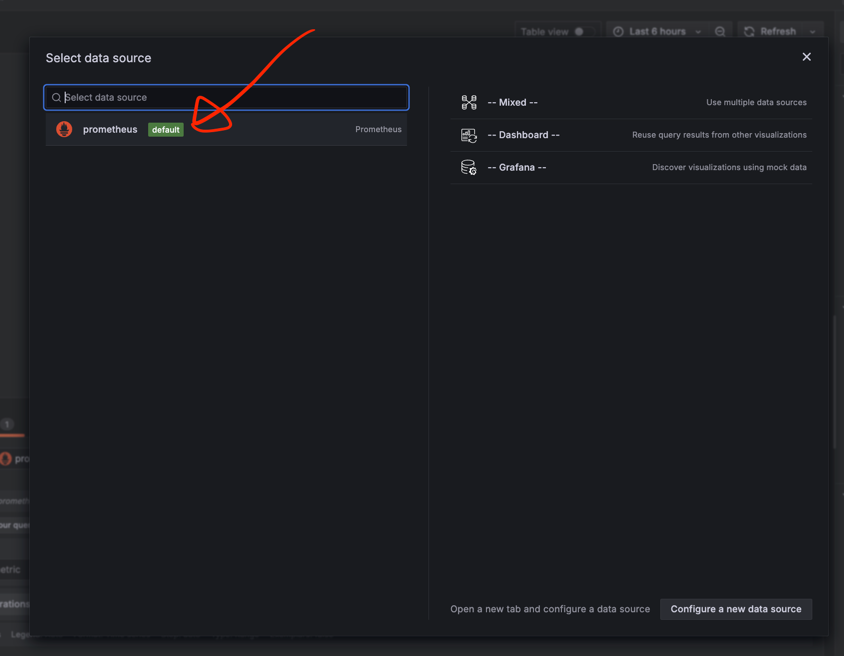 Table view
Last 6 hours
Refresh
Select data source
Select data source
prometheus default Prometheus
-- Mixed -- Use multiple data sources
-- Dashboard -- Reuse query results from other visualizations
-- Grafana -- Discover visualizations using mock data
1
pro
prometh
our que
etric
rations
Open a new tab and configure a data source Configure a new data source
Leg